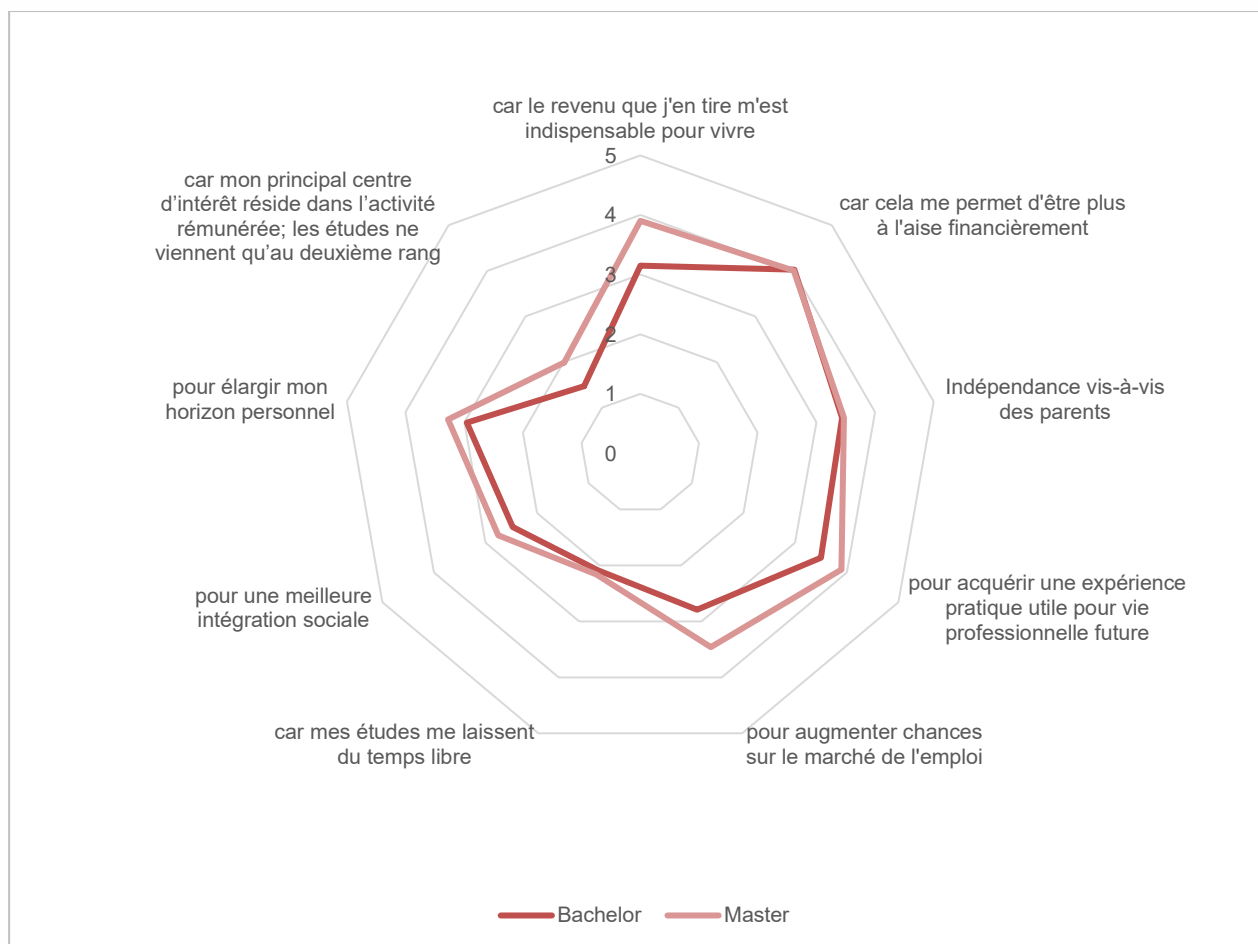 car le revenu que j'en tire m'est
indispensable pour vivre
car cela me permet d'être plus
à l'aise financièrement
Indépendance vis-à-vis
des parents
pour acquérir une expérience
pratique utile pour vie
professionnelle future
pour augmenter chances
sur le marché de l'emploi
car mes études me laissent
du temps libre
pour une meilleure
intégration sociale
pour élargir mon
horizon personnel
car mon principal centre
d’intérêt réside dans l’activité
rémunérée; les études ne
viennent qu’au deuxième rang
5
4
3
2
1
0
Bachelor
Master